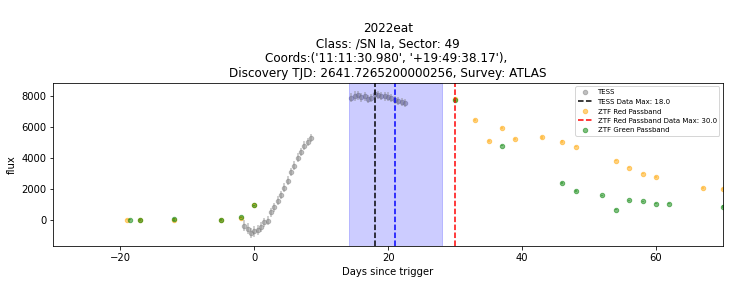 2022eat
Class: /SN Ia, Sector: 49
Coords:('11:11:30.980', '+19:49:38.17'),
Discovery TJD: 2641.7265200000256, Survey: ATLAS
TESS
TESS Data Max: 18.0
ZTF Red Passband
ZTF Red Passband Data Max: 30.0
ZTF Green Passband
flux
8000
6000
4000
2000
0
−20
0
20
40
60
Days since trigger